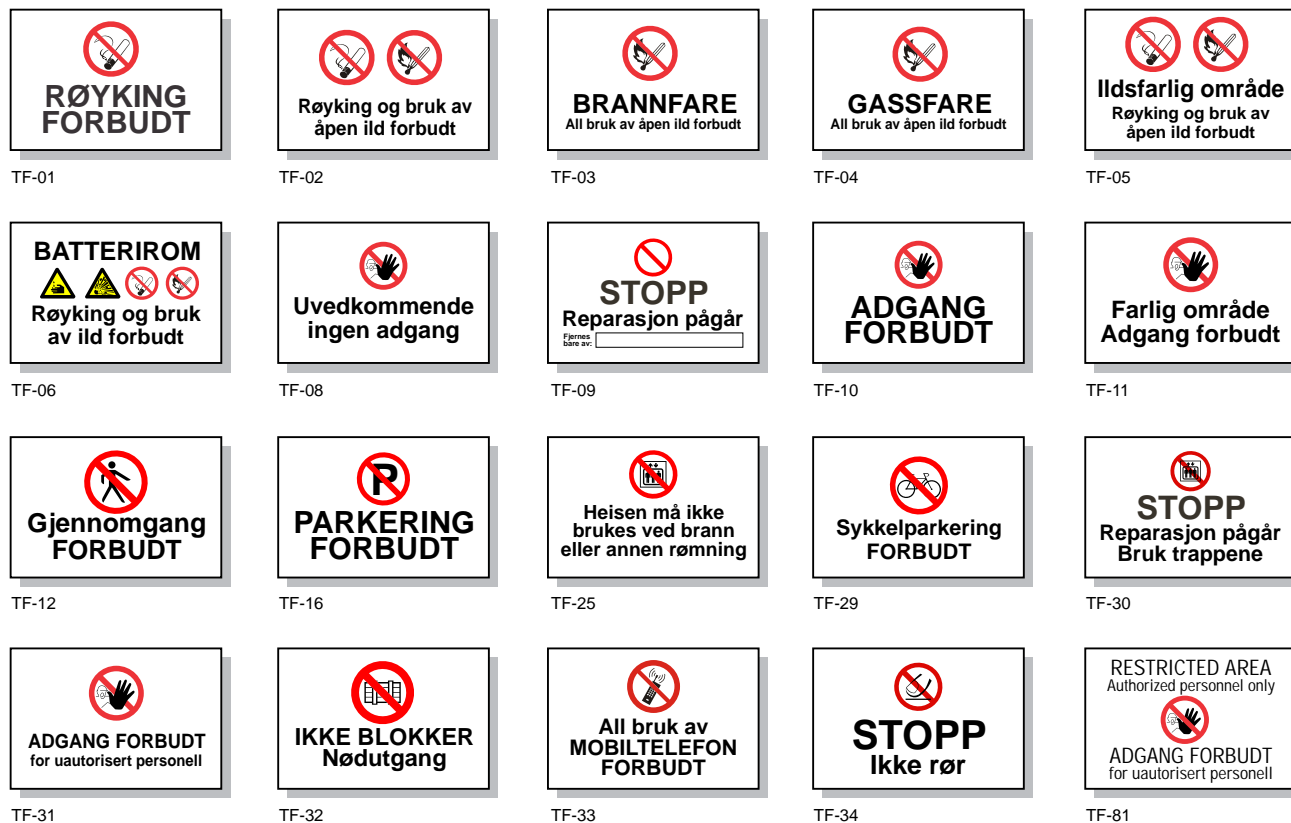 RØYKING
FORBUDT
TF-01
Røyking og bruk av
åpen ild forbudt
TF-02
BRANNFARE
All bruk av åpen ild forbudt
TF-03
GASSFARE
All bruk av åpen ild forbudt
TF-04
Ildsfarlig område
Røyking og bruk av
åpen ild forbudt
TF-05
BATTERIROM
Røyking og bruk
av ild forbudt
TF-06
Uvedkommende
ingen adgang
TF-08
STOPP
Reparasjon pågår
Fjernes
bare av:
TF-09
ADGANG
FORBUDT
TF-10
Farlig område
Adgang forbudt
TF-11
Gjennomgang
FORBUDT
TF-12
P
PARKERING
FORBUDT
TF-16
Heisen må ikke
brukes ved brann
eller annen rømning
TF-25
Sykkelparkering
FORBUDT
TF-29
STOPP
Reparasjon pågår
Bruk trappene
TF-30
ADGANG FORBUDT
for uautorisert personell
TF-31
IKKE BLOKKER
Nødutgang
TF-32
All bruk av
MOBILTELEFON
FORBUDT
TF-33
STOPP
Ikke rør
TF-34
RESTRICTED AREA
Authorized personnel only
ADGANG FORBUDT
for uautorisert personell
TF-81